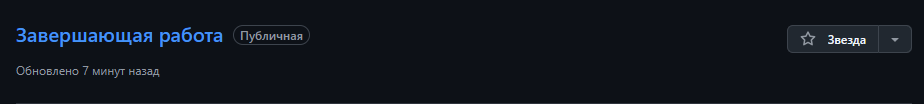 Завершающая работа Публичная
Звезда
Обновлено 7 минут назад